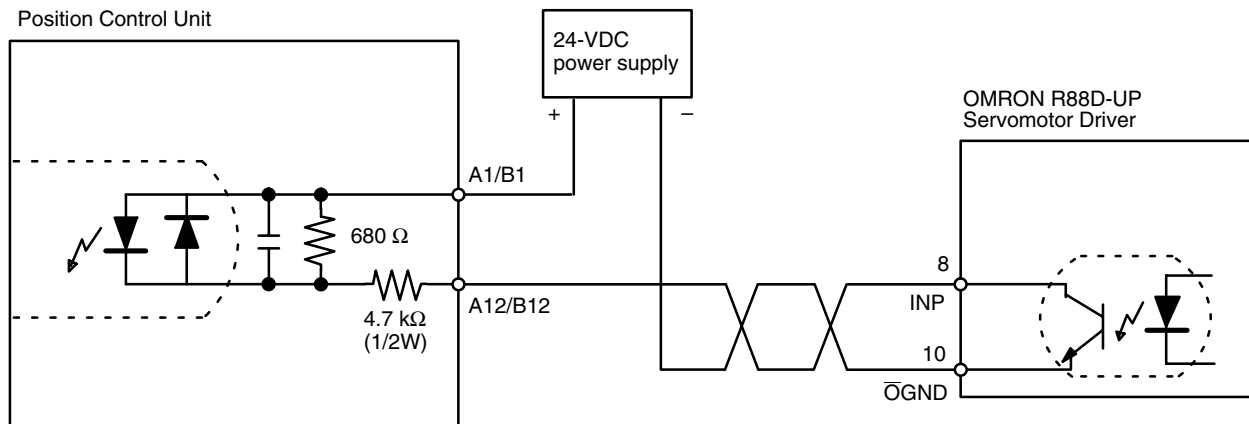 Position Control Unit
24-VDC
power supply
+
–
OMRON R88D-UP
Servomotor Driver
A1/B1
680 Ω
8
A12/B12
INP
4.7 kΩ
(1/2W)
10
O̅GND